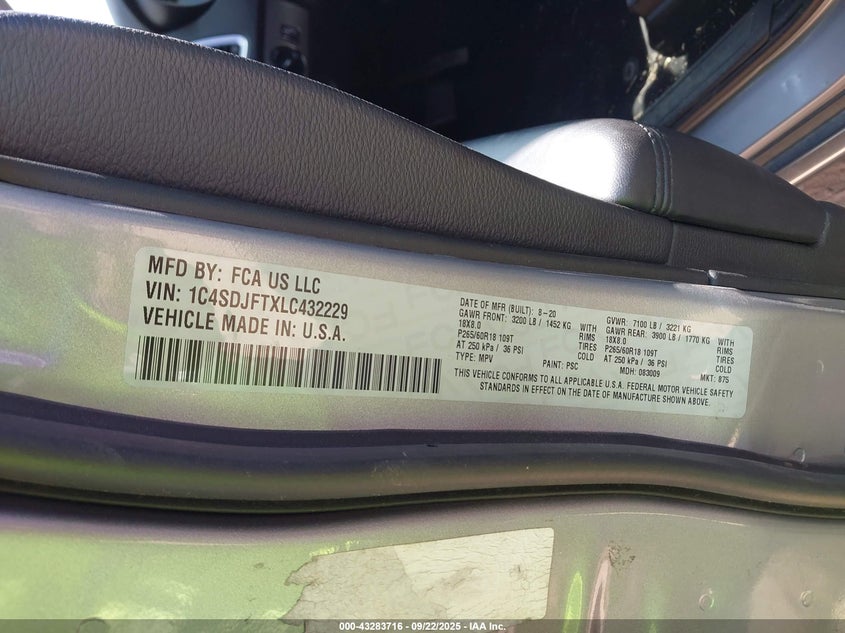 MFD BY: FCA US LLC
VIN: 1C4SDJFTXLC432229
VEHICLE MADE IN: U.S.A.
DATE OF MFR (BUILT): 8-20
GVWR: 7100 LB / 3221 KG
GAWR FRONT: 3200 LB / 1452 KG WITH
GAWR REAR: 3900 LB / 1770 KG WITH
18X8.0 RIMS
18X8.0 RIMS
P265/60R18 109T TIRES
P265/60R18 109T TIRES
AT 250 kPa / 36 PSI COLD
AT 250 kPa / 36 PSI COLD
TYPE: MPV PAINT: PSC MDH: 083009 MKT: 875
THIS VEHICLE CONFORMS TO ALL APPLICABLE U.S.A. FEDERAL MOTOR VEHICLE SAFETY
STANDARDS IN EFFECT ON THE DATE OF MANUFACTURE SHOWN ABOVE.
000-43283716 - 09/22/2025 - IAA Inc.